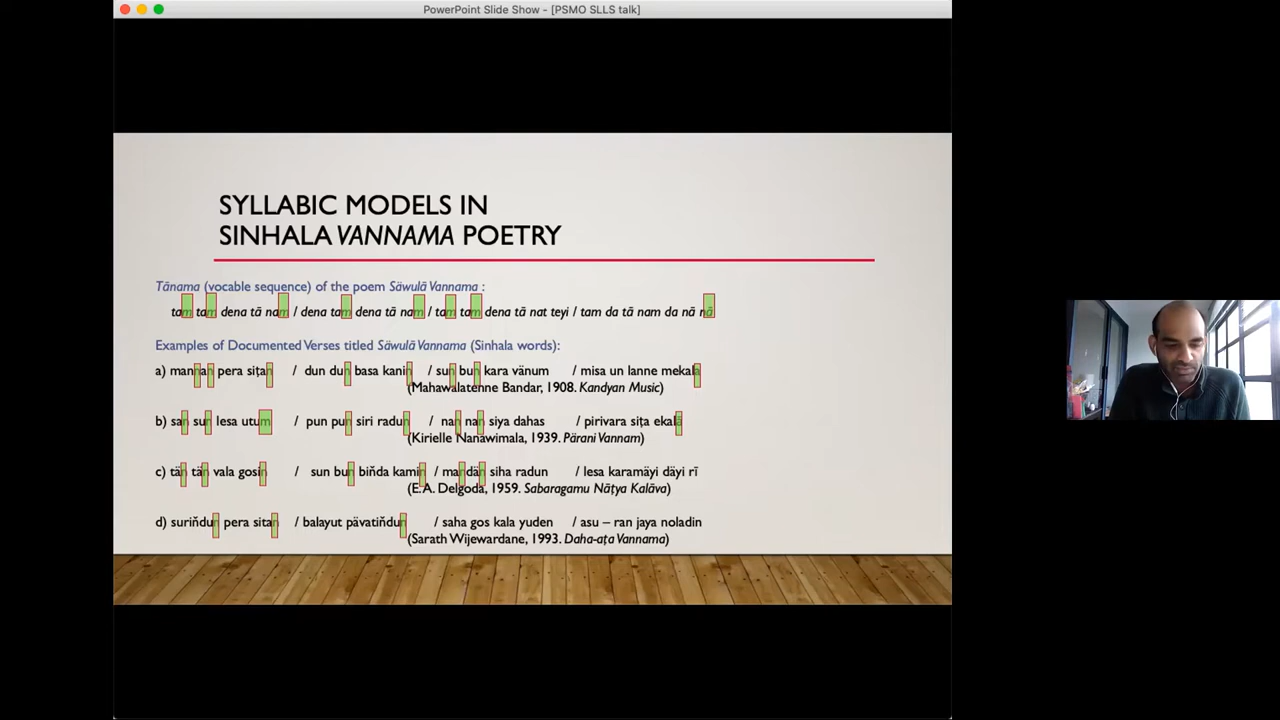 PowerPoint Slide Show - [PSMO SLLS talk]
SYLLABIC MODELS IN
SINHALA VANNAMA POETRY
Tānama (vocable sequence) of the poem Säwulā Vannama :
tam tam dena tā nam / dena tam dena tā nam / tam tam dena tā nat teyi / tam da tā nam da nā nā
Examples of Documented Verses titled Säwulā Vannama (Sinhala words):
a) mannan pera siṭan / dun dun basa kanin / sun bun kara vänum / misa un lanne mekala
(Mahawalatenne Bandar, 1908. Kandyan Music)
b) san sun lesa utum / pun pun siri radun / nan nan siya dahas / pirivara siṭa ekalā
(Kirielle Nanawimala, 1939. Pärani Vannam)
c) tän tän vala gosin / sun bun biňda kamin / mandän siha radun / lesa karamäyi däyi rī
(E.A. Delgoda, 1959. Sabaragamu Nāṭya Kalāva)
d) suriňdun pera sitan / balayut pävatiňdun / saha gos kala yuden / asu – ran jaya noladin
(Sarath Wijewardane, 1993. Daha-aṭa Vannama)